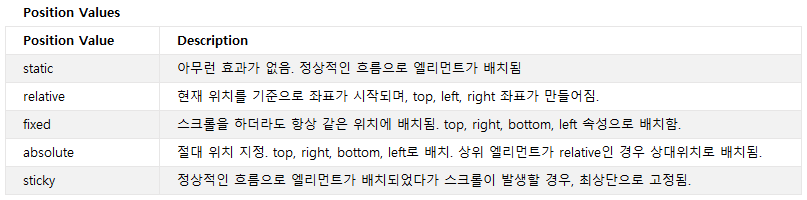 Position Values
Position Value Description
static 아무런 효과가 없음. 정상적인 흐름으로 엘리먼트가 배치됨
relative 현재 위치를 기준으로 좌표가 시작되며, top, left, right 좌표가 만들어짐.
fixed 스크롤을 하더라도 항상 같은 위치에 배치됨. top, right, bottom, left 속성으로 배치함.
absolute 절대 위치 지정. top, right, bottom, left로 배치. 상위 엘리먼트가 relative인 경우 상대위치로 배치됨.
sticky 정상적인 흐름으로 엘리먼트가 배치되었다가 스크롤이 발생할 경우, 최상단으로 고정됨.